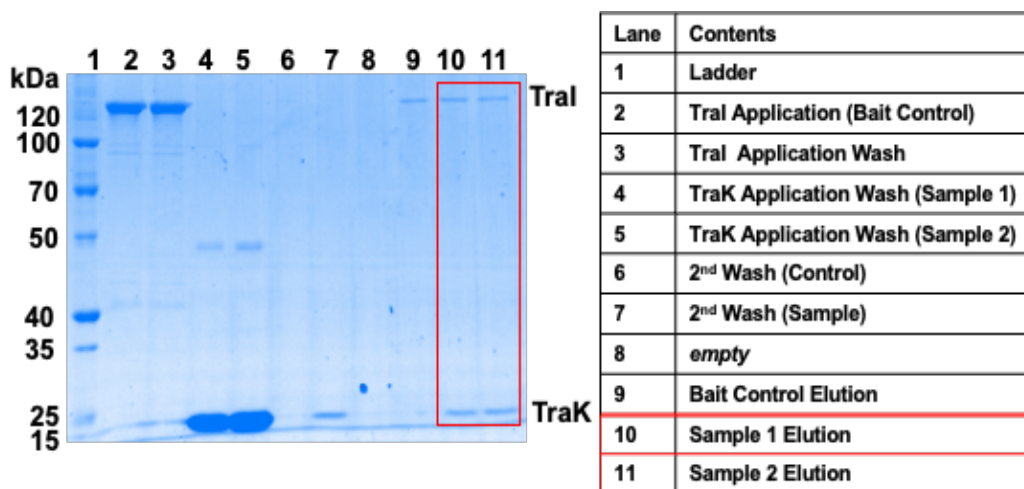 1 2 3 4 5 6 7 8 9 10 11
kDa
120
100
70
50
40
35
25
15
TraI
TraK
Lane Contents
1 Ladder
2 TraI Application (Bait Control)
3 TraI Application Wash
4 TraK Application Wash (Sample 1)
5 TraK Application Wash (Sample 2)
6 2nd Wash (Control)
7 2nd Wash (Sample)
8 empty
9 Bait Control Elution
10 Sample 1 Elution
11 Sample 2 Elution